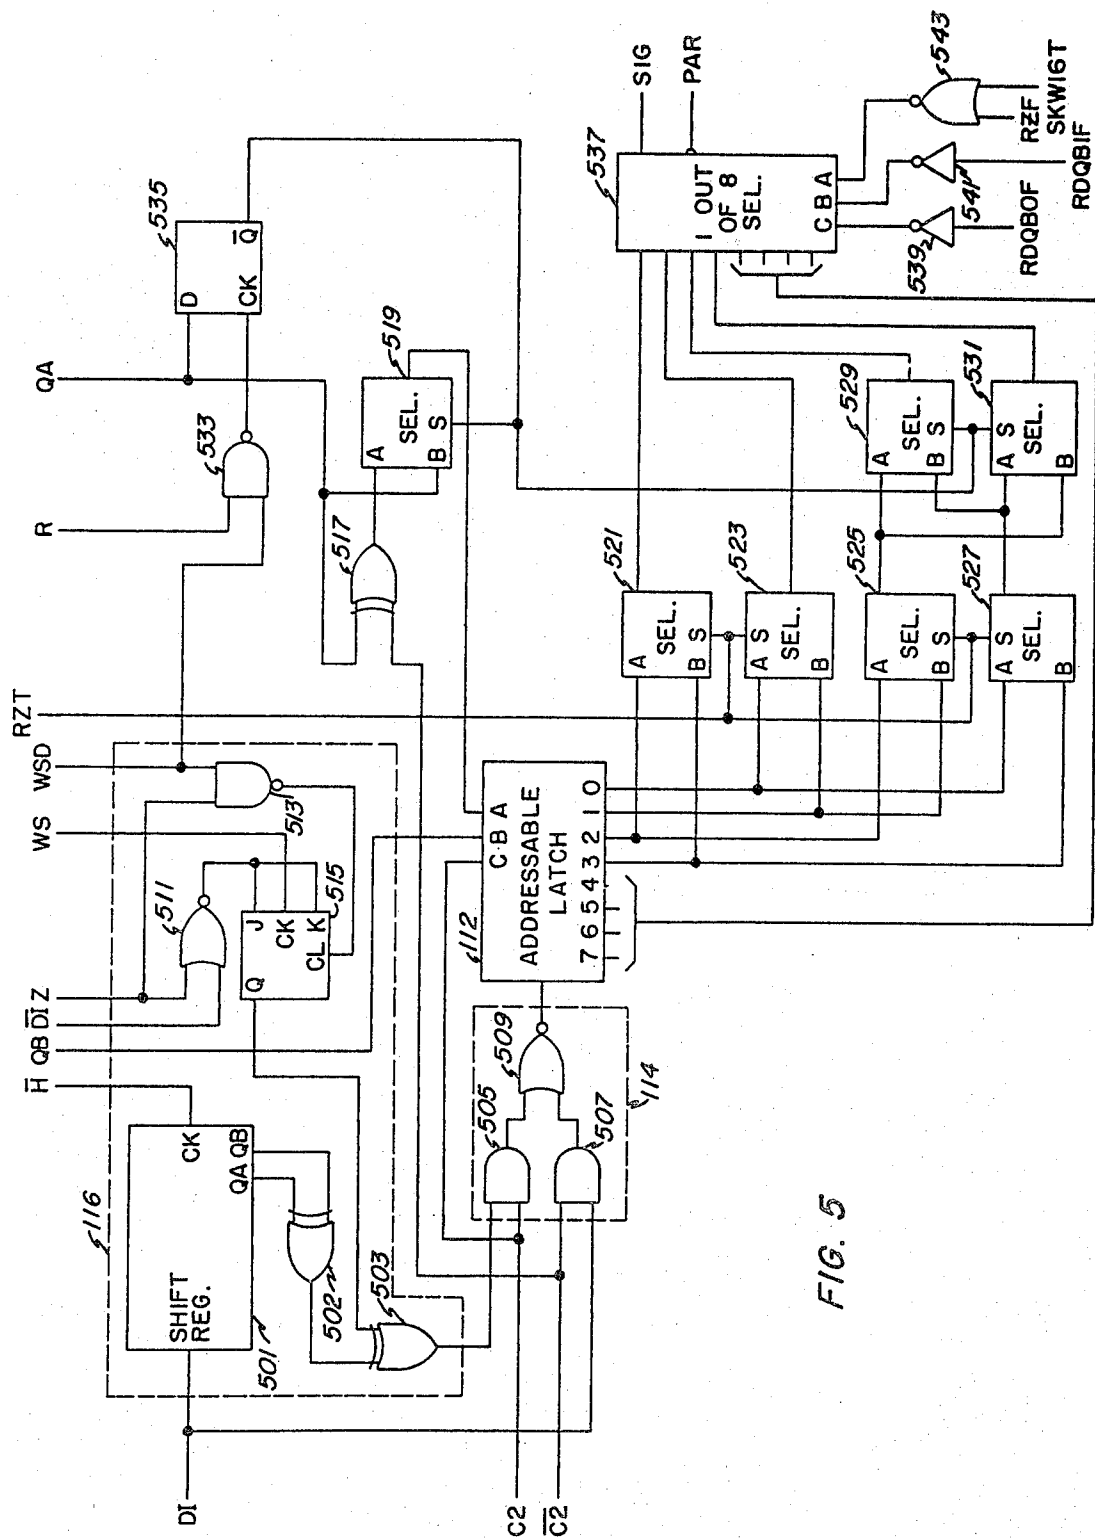 DI
C2
C̅2̅
116
SHIFT
REG.
501
CK
QA
QB
502
503
H̅
QB
D̅I̅
Z
WS
WSD
RZT
R
QA
511
513
515
Q
J
CK
CL
K
505
507
509
114
112
ADDRESSABLE
LATCH
C B A
7 6 5 4 3 2 1 0
517
519
A
SEL.
B S
533
535
D
CK
Q̅
521
A
SEL.
B S
523
A S
SEL.
B
525
A
SEL.
B S
527
A S
SEL.
B
529
A
SEL.
B S
531
A S
SEL.
B
537
1 OUT
OF 8
SEL.
C B A
SIG
PAR
539
541
543
RDQBOF
RDQBIF
RZF
SKW16T
FIG. 5